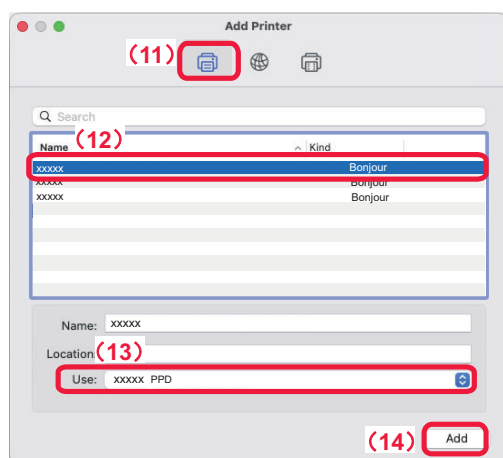 Add Printer
(11)
Search
(12)
Name Kind
xxxxx Bonjour
xxxxx Bonjour
xxxxx Bonjour
Name: xxxxx
Location:
(13)
Use: xxxxx PPD
(14) Add